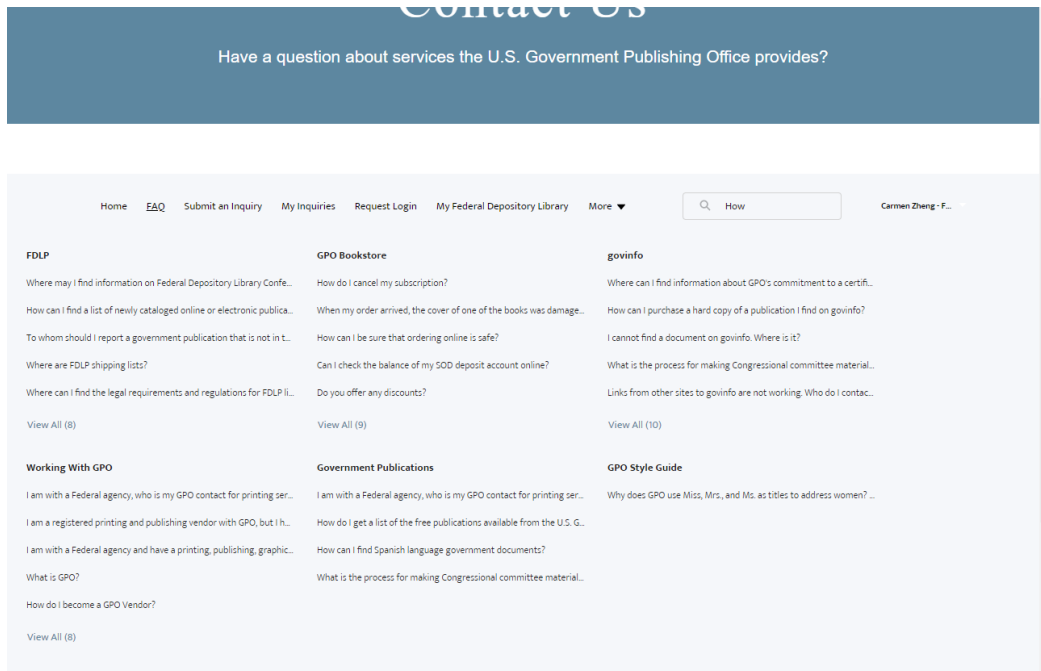 Contact Us
Have a question about services the U.S. Government Publishing Office provides?
Home FAQ Submit an Inquiry My Inquiries Request Login My Federal Depository Library More How Carmen Zheng - F...
FDLP
Where may I find information on Federal Depository Library Confe...
How can I find a list of newly cataloged online or electronic publica...
To whom should I report a government publication that is not in t...
Where are FDLP shipping lists?
Where can I find the legal requirements and regulations for FDLP li...
View All (8)
GPO Bookstore
How do I cancel my subscription?
When my order arrived, the cover of one of the books was damage...
How can I be sure that ordering online is safe?
Can I check the balance of my SOD deposit account online?
Do you offer any discounts?
View All (9)
govinfo
Where can I find information about GPO's commitment to a certifi...
How can I purchase a hard copy of a publication I find on govinfo?
I cannot find a document on govinfo. Where is it?
What is the process for making Congressional committee material...
Links from other sites to govinfo are not working. Who do I contac...
View All (10)
Working With GPO
I am with a Federal agency, who is my GPO contact for printing ser...
I am a registered printing and publishing vendor with GPO, but I h...
I am with a Federal agency and have a printing, publishing, graphic...
What is GPO?
How do I become a GPO Vendor?
View All (8)
Government Publications
I am with a Federal agency, who is my GPO contact for printing ser...
How do I get a list of the free publications available from the U.S. G...
How can I find Spanish language government documents?
What is the process for making Congressional committee material...
GPO Style Guide
Why does GPO use Miss, Mrs., and Ms. as titles to address women? ...